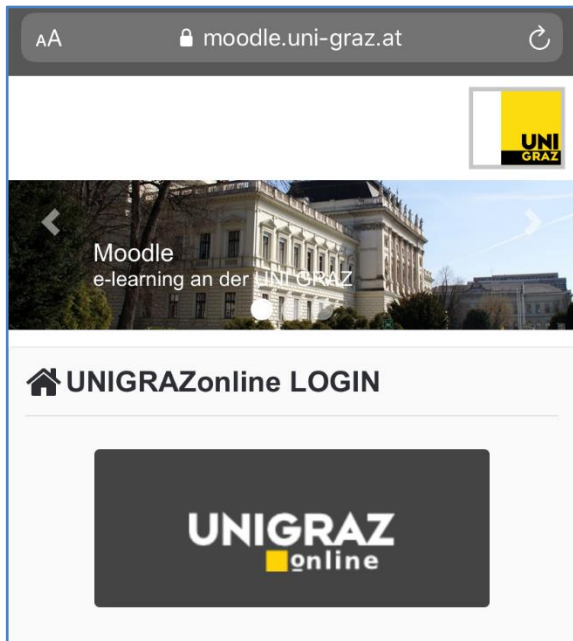 AA moodle.uni-graz.at
UNI
GRAZ
Moodle
e-learning an der UNI GRAZ
UNIGRAZonline LOGIN
UNIGRAZ
online